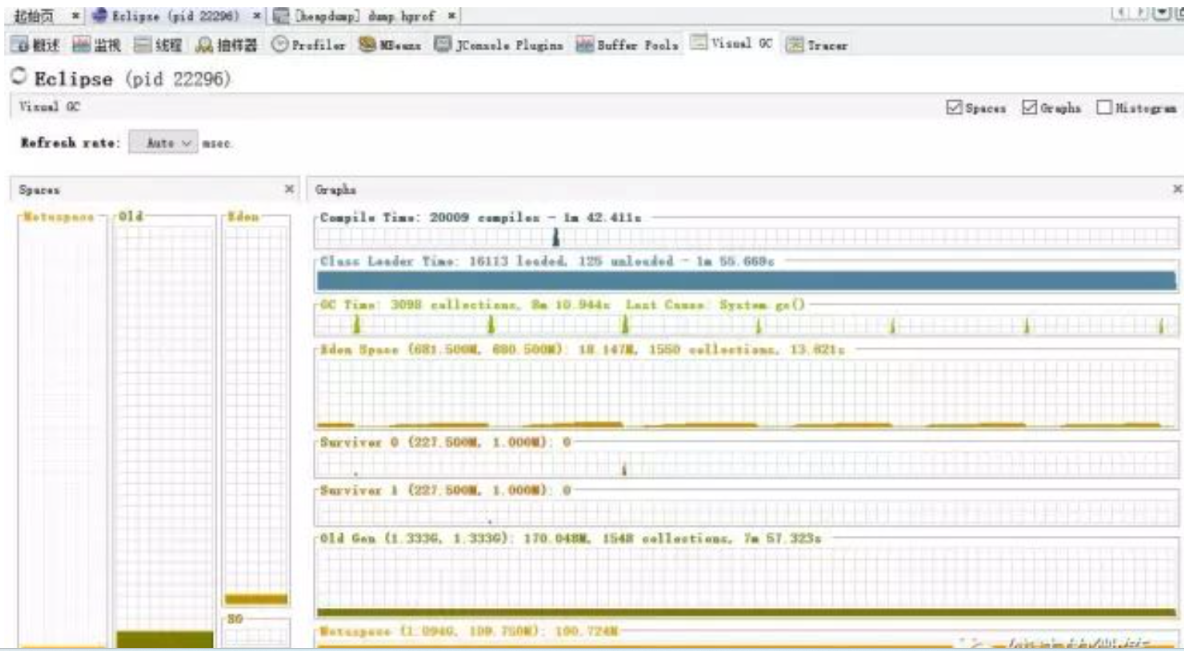 起始页
Eclipse (pid 22296)
[heapdump] dump.hprof
概述 监视 线程 抽样器 Profiler MBeans JConsole Plugins Buffer Pools Visual GC Tracer
Eclipse (pid 22296)
Visual GC
Spaces Graphs Histogram
Refresh rate: Auto msec.
Spaces
Graphs
Metaspace Old Eden
S0
Compile Time: 20009 compiles - 1m 42.411s
Class Loader Time: 16113 loaded, 125 unloaded - 1m 55.669s
GC Time: 3098 collections, 8m 10.944s Last Cause: System.gc()
Eden Space (681.500M, 680.500M): 18.147M, 1550 collections, 13.621s
Survivor 0 (227.500M, 1.000M): 0
Survivor 1 (227.500M, 1.000M): 0
Old Gen (1.333G, 1.333G): 170.048M, 1548 collections, 7m 57.323s
Metaspace (1.094G, 109.750M): 100.724M